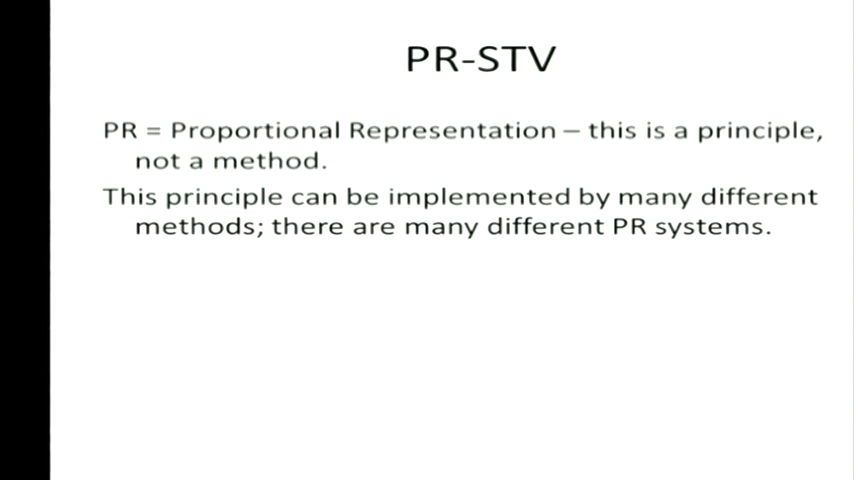 PR-STV
PR = Proportional Representation – this is a principle,
not a method.
This principle can be implemented by many different
methods; there are many different PR systems.